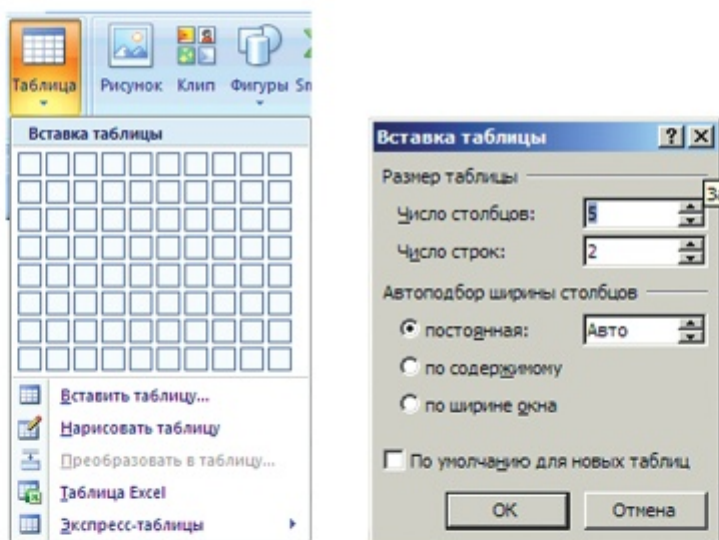 Таблица Рисунок Клип Фигуры Sm
Вставка таблицы
Вставить таблицу...
Нарисовать таблицу
Преобразовать в таблицу...
Таблица Excel
Экспресс-таблицы
Вставка таблицы
Размер таблицы
Число столбцов: 5
Число строк: 2
Автоподбор ширины столбцов
постоянная: Авто
по содержимому
по ширине окна
По умолчанию для новых таблиц
ОК Отмена